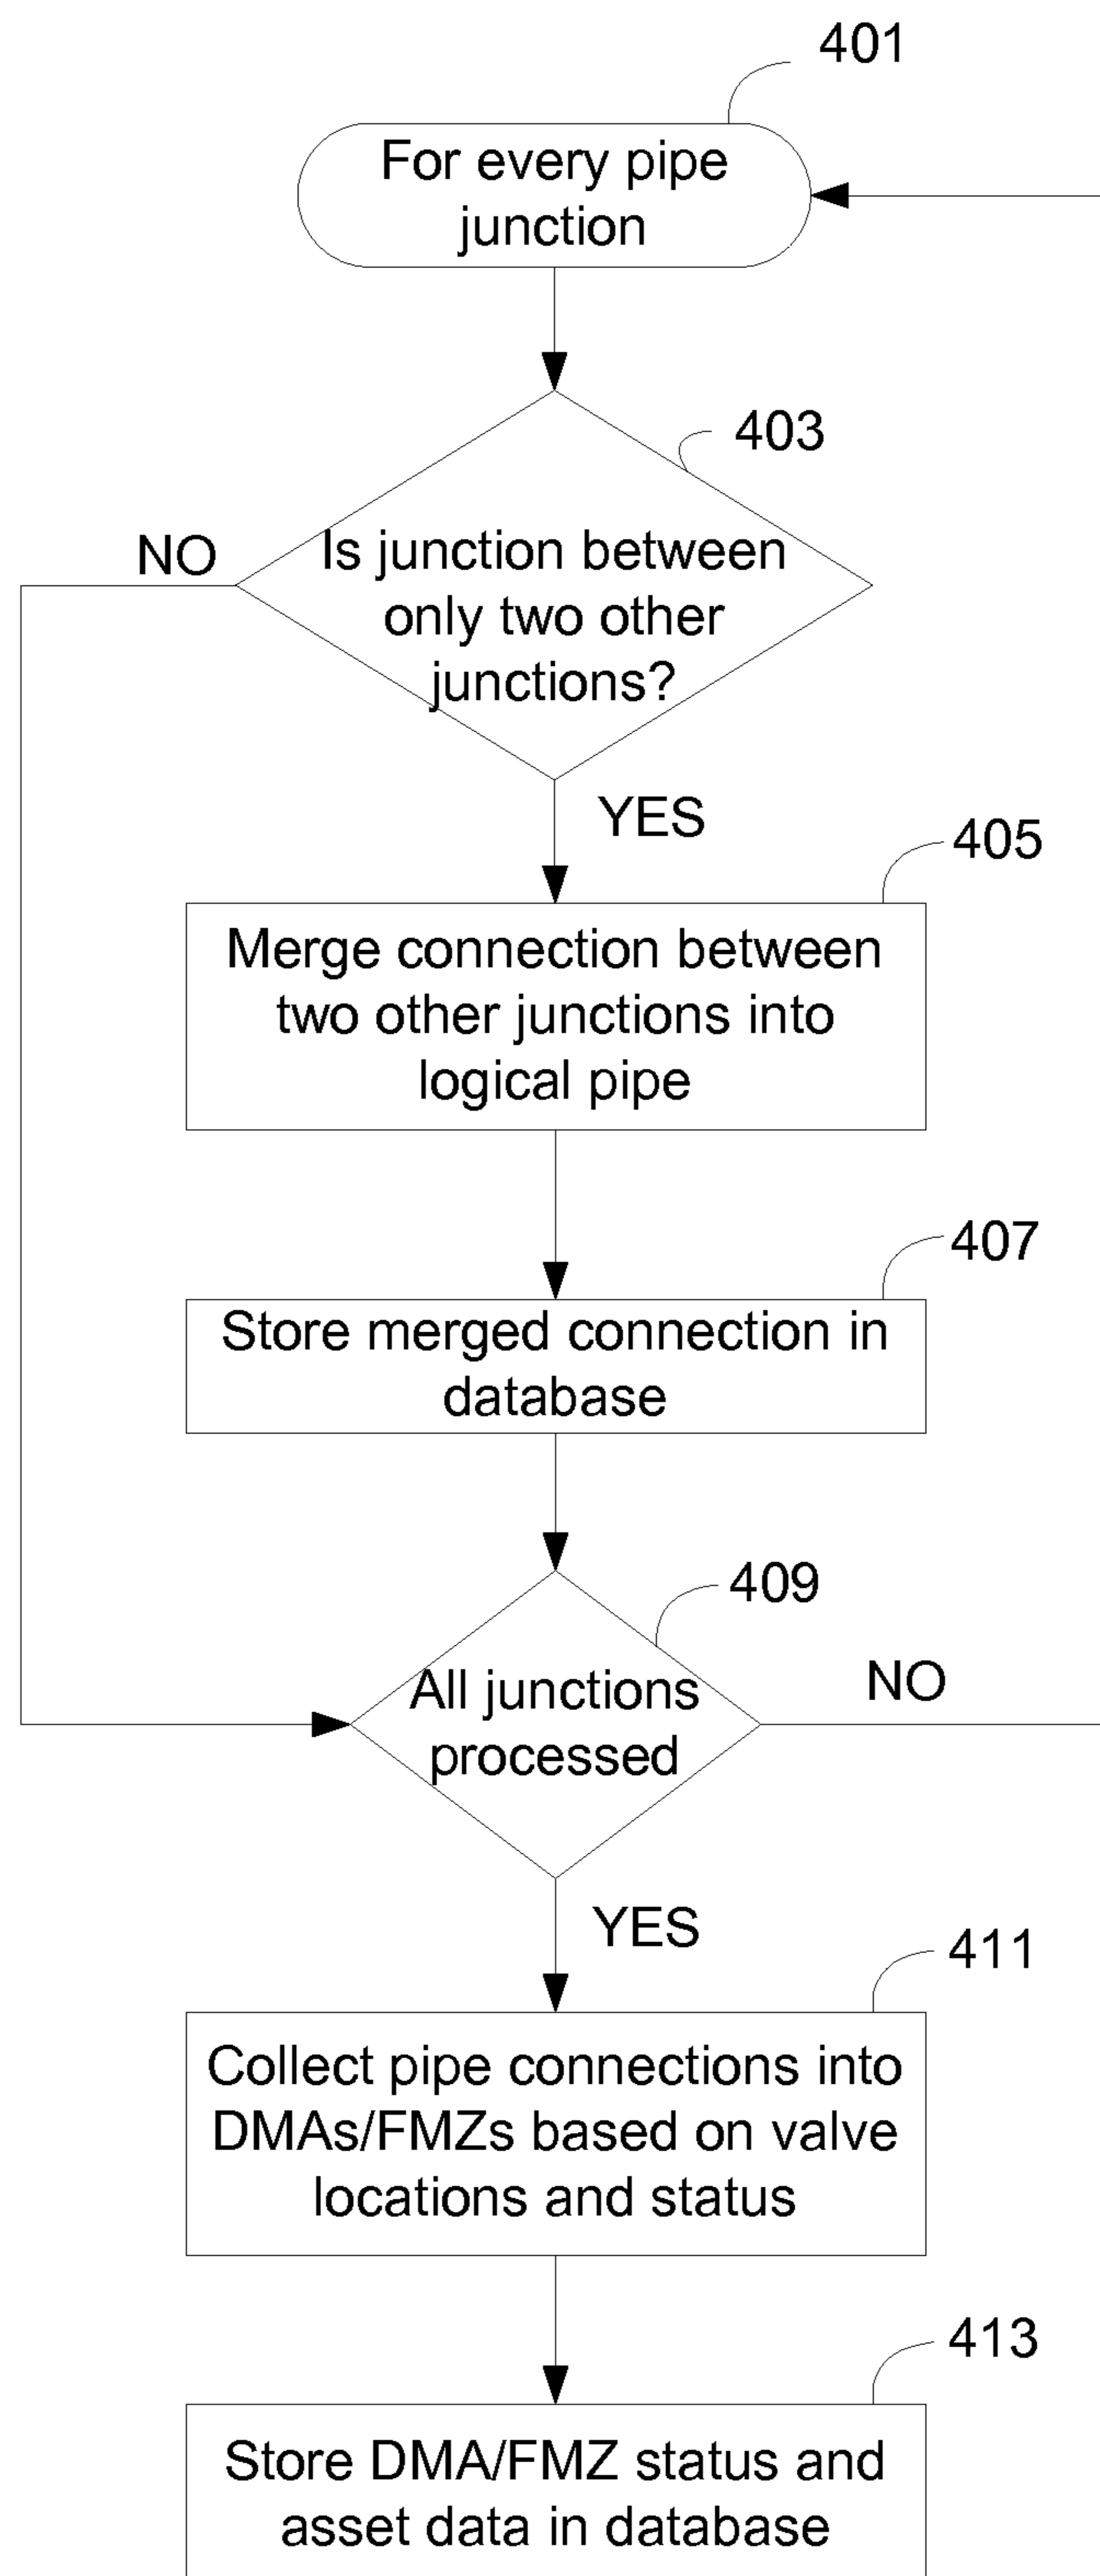 401
For every pipe
junction
403
NO
Is junction between
only two other
junctions?
YES
405
Merge connection between
two other junctions into
logical pipe
407
Store merged connection in
database
409
All junctions
processed
NO
YES
411
Collect pipe connections into
DMAs/FMZs based on valve
locations and status
413
Store DMA/FMZ status and
asset data in database